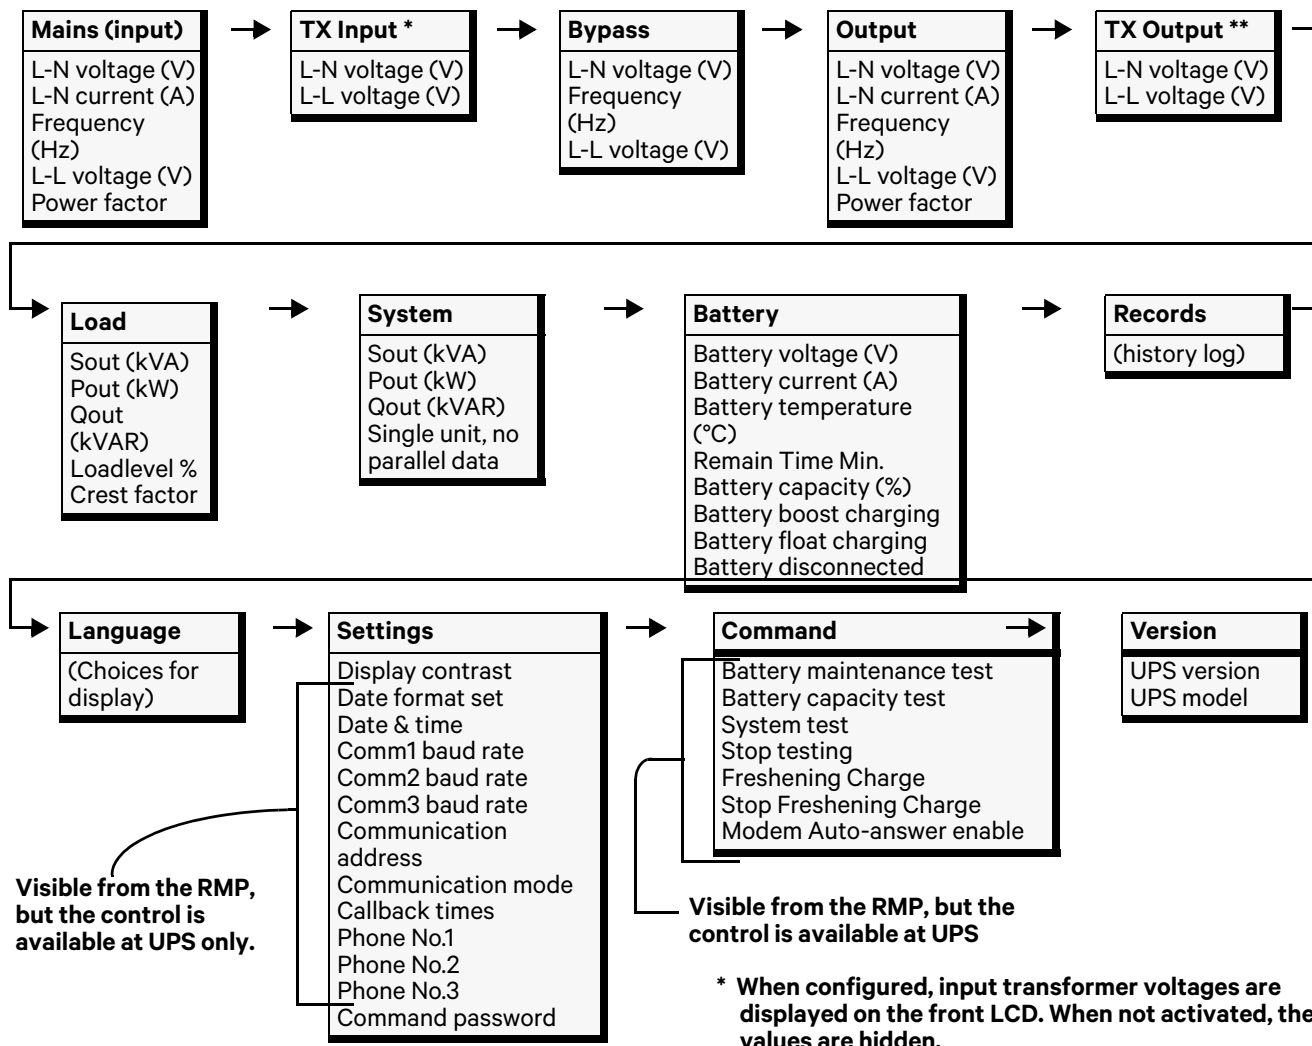 Mains (input)
L-N voltage (V)
L-N current (A)
Frequency
(Hz)
L-L voltage (V)
Power factor
TX Input *
L-N voltage (V)
L-L voltage (V)
Bypass
L-N voltage (V)
Frequency
(Hz)
L-L voltage (V)
Output
L-N voltage (V)
L-N current (A)
Frequency
(Hz)
L-L voltage (V)
Power factor
TX Output **
L-N voltage (V)
L-L voltage (V)
Load
Sout (kVA)
Pout (kW)
Qout
(kVAR)
Loadlevel %
Crest factor
System
Sout (kVA)
Pout (kW)
Qout (kVAR)
Single unit, no
parallel data
Battery
Battery voltage (V)
Battery current (A)
Battery temperature
(°C)
Remain Time Min.
Battery capacity (%)
Battery boost charging
Battery float charging
Battery disconnected
Records
(history log)
Language
(Choices for
display)
Settings
Display contrast
Date format set
Date & time
Comm1 baud rate
Comm2 baud rate
Comm3 baud rate
Communication
address
Communication mode
Callback times
Phone No.1
Phone No.2
Phone No.3
Command password
Command
Battery maintenance test
Battery capacity test
System test
Stop testing
Freshening Charge
Stop Freshening Charge
Modem Auto-answer enable
Version
UPS version
UPS model
Visible from the RMP,
but the control is
available at UPS only.
Visible from the RMP, but the
control is available at UPS
* When configured, input transformer voltages are
displayed on the front LCD. When not activated, the
values are hidden.